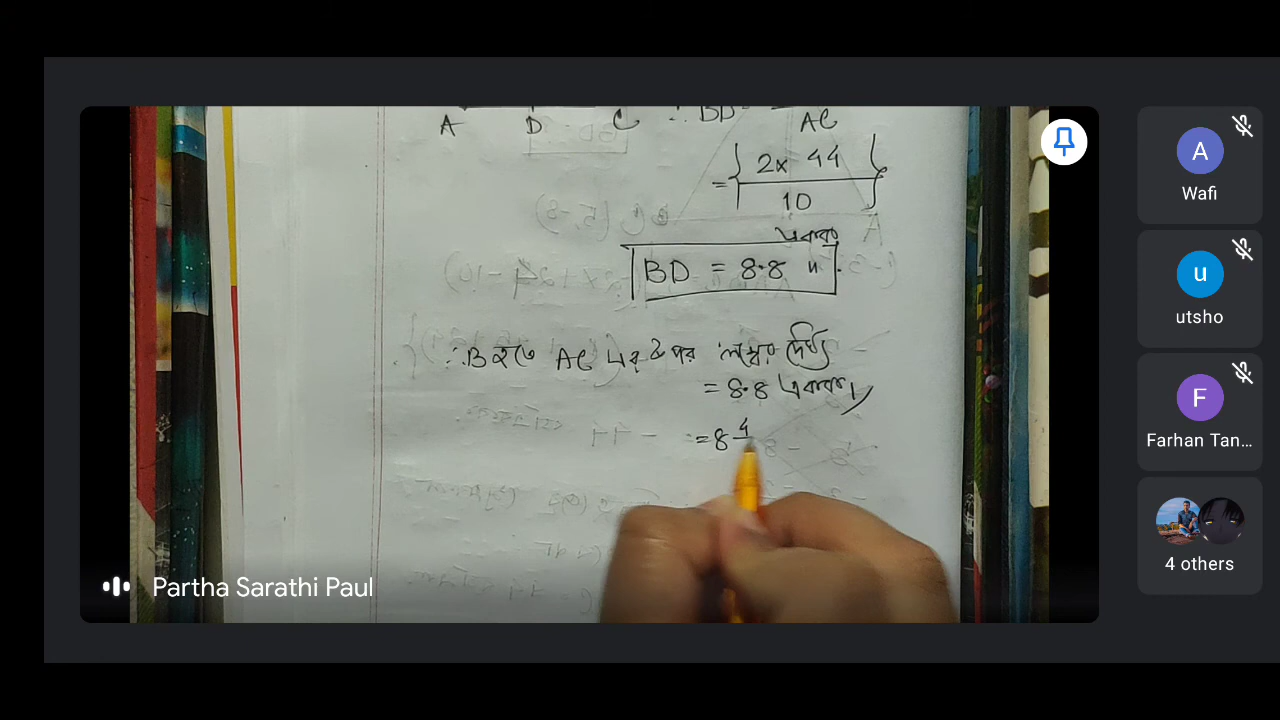 A D C ∴ BD =
AC
= { 2x 44
10 }
একক
BD = 8.8 "
∴ B হতে AC এর উপর লম্বের দৈর্ঘ্য
= 8.8 একক।
= 8 4
Partha Sarathi Paul
A
Wafi
u
utsho
F
Farhan Tan...
4 others